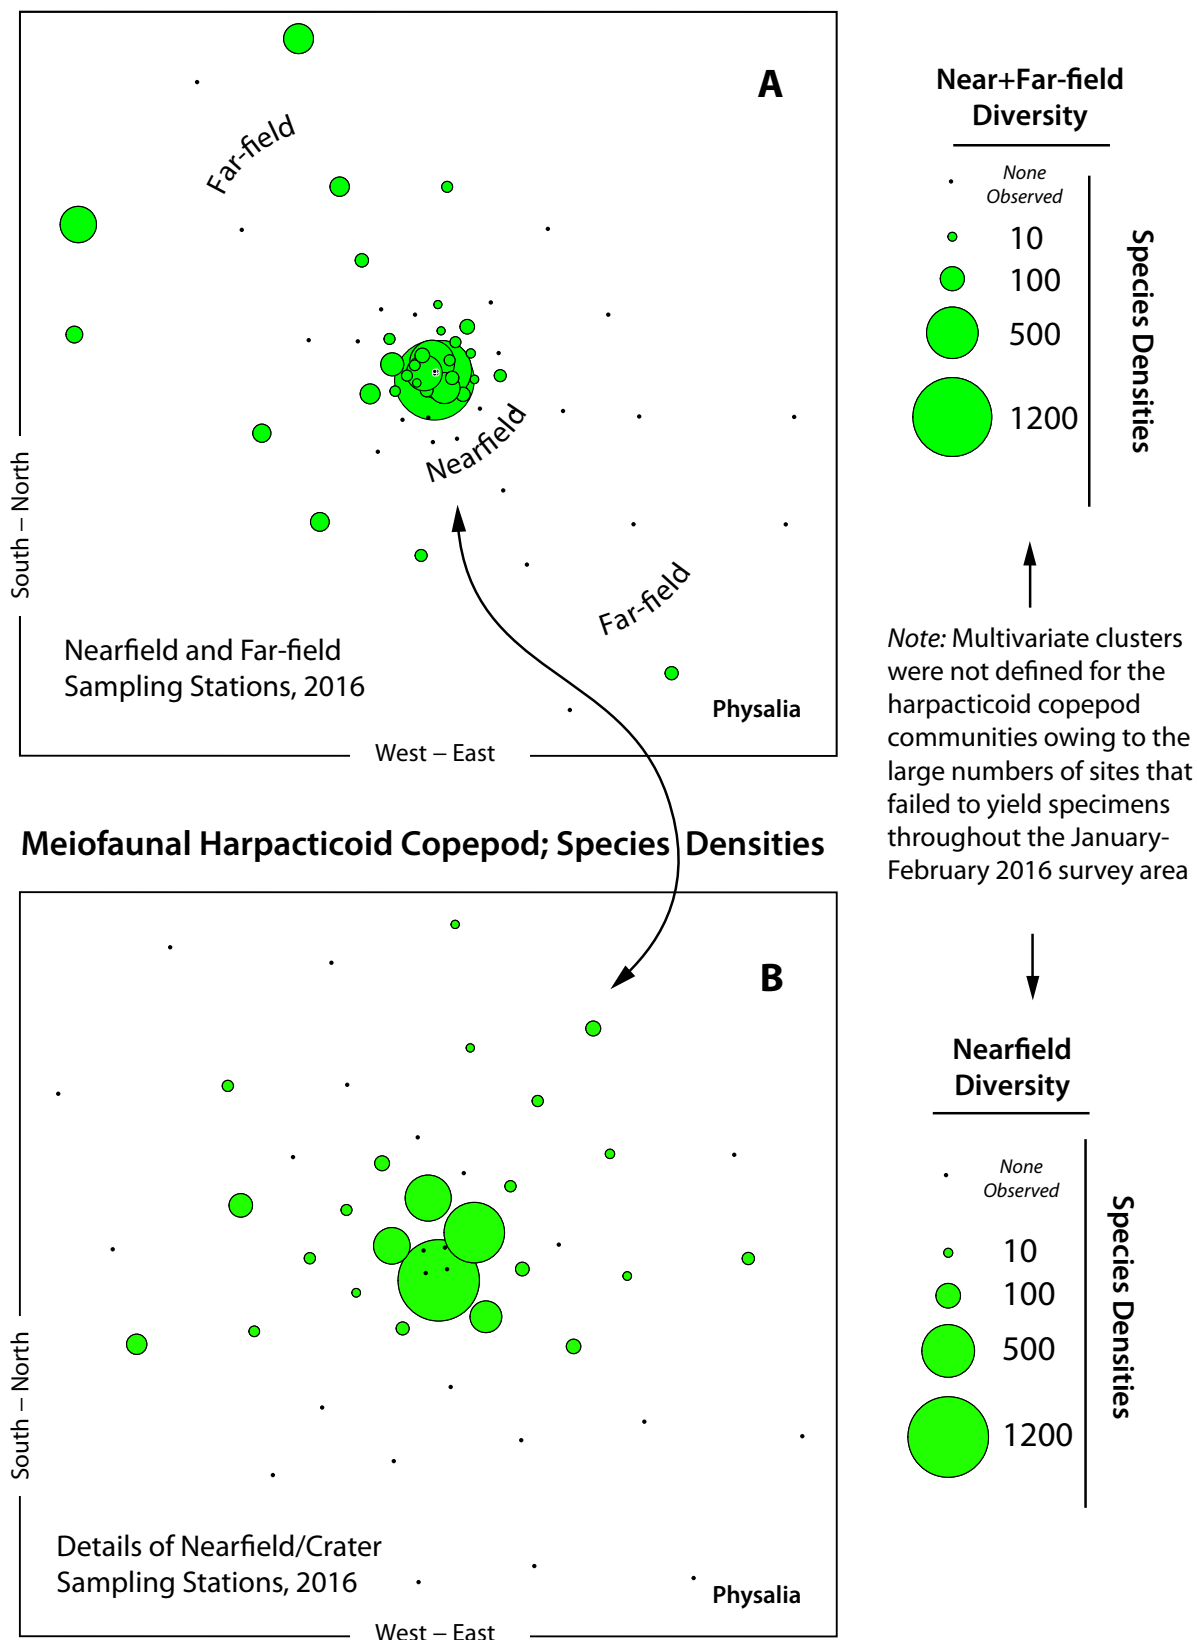 A
Far-field
Nearfield
Far-field
South – North
Nearfield and Far-field
Sampling Stations, 2016
Physalia
West – East
Near+Far-field
Diversity
None
Observed
10
100
500
1200
Species Densities
Note: Multivariate clusters
were not defined for the
harpacticoid copepod
communities owing to the
large numbers of sites that
failed to yield specimens
throughout the January-
February 2016 survey area
Meiofaunal Harpacticoid Copepod; Species Densities
B
South – North
Details of Nearfield/Crater
Sampling Stations, 2016
Physalia
West – East
Nearfield
Diversity
None
Observed
10
100
500
1200
Species Densities